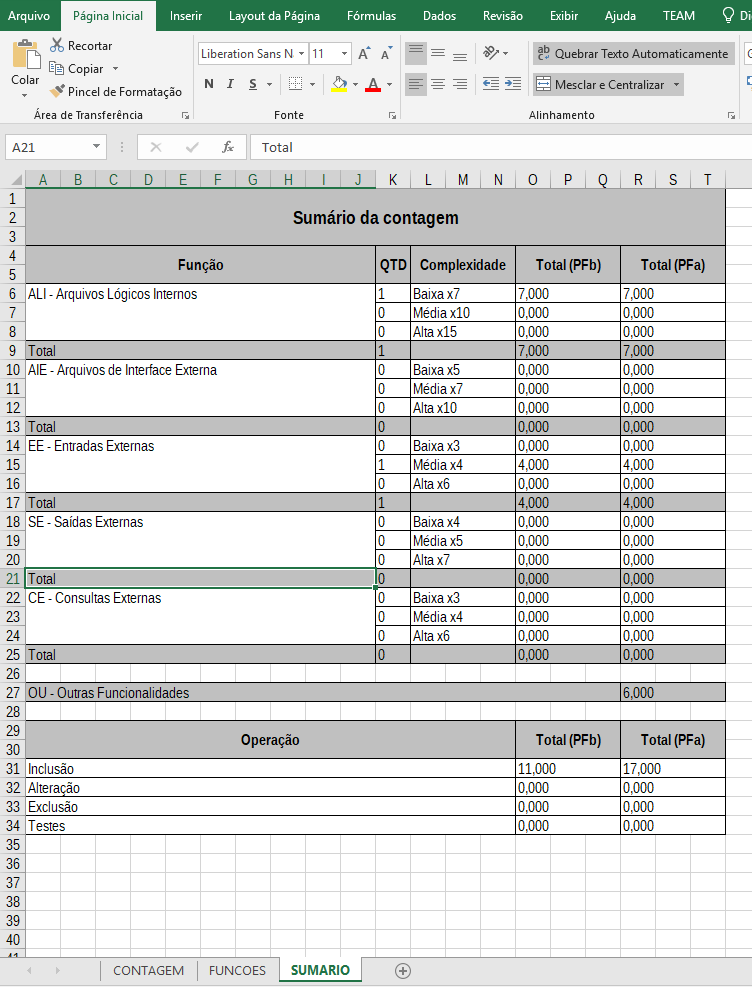 Arquivo Página Inicial Inserir Layout da Página Fórmulas Dados Revisão Exibir Ajuda TEAM
Colar
Recortar
Copiar
Pincel de Formatação
Área de Transferência
Liberation Sans N 11 A A
N I S A
Fonte
ab Quebrar Texto Automaticamente
Mesclar e Centralizar
Alinhamento
A21 fx Total
A B C D E F G H I J K L M N O P Q R S T
1
2 Sumário da contagem
3
4
5
Função QTD Complexidade Total (PFb) Total (PFa)
6 ALI - Arquivos Lógicos Internos 1 Baixa x7 7,000 7,000
7 0 Média x10 0,000 0,000
8 0 Alta x15 0,000 0,000
9 Total 1 7,000 7,000
10 AIE - Arquivos de Interface Externa 0 Baixa x5 0,000 0,000
11 0 Média x7 0,000 0,000
12 0 Alta x10 0,000 0,000
13 Total 0 0,000 0,000
14 EE - Entradas Externas 0 Baixa x3 0,000 0,000
15 1 Média x4 4,000 4,000
16 0 Alta x6 0,000 0,000
17 Total 1 4,000 4,000
18 SE - Saídas Externas 0 Baixa x4 0,000 0,000
19 0 Média x5 0,000 0,000
20 0 Alta x7 0,000 0,000
21 Total 0 0,000 0,000
22 CE - Consultas Externas 0 Baixa x3 0,000 0,000
23 0 Média x4 0,000 0,000
24 0 Alta x6 0,000 0,000
25 Total 0 0,000 0,000
26
27 OU - Outras Funcionalidades 6,000
28
29
30
Operação Total (PFb) Total (PFa)
31 Inclusão 11,000 17,000
32 Alteração 0,000 0,000
33 Exclusão 0,000 0,000
34 Testes 0,000 0,000
35
36
37
38
39
40
CONTAGEM FUNCOES SUMARIO